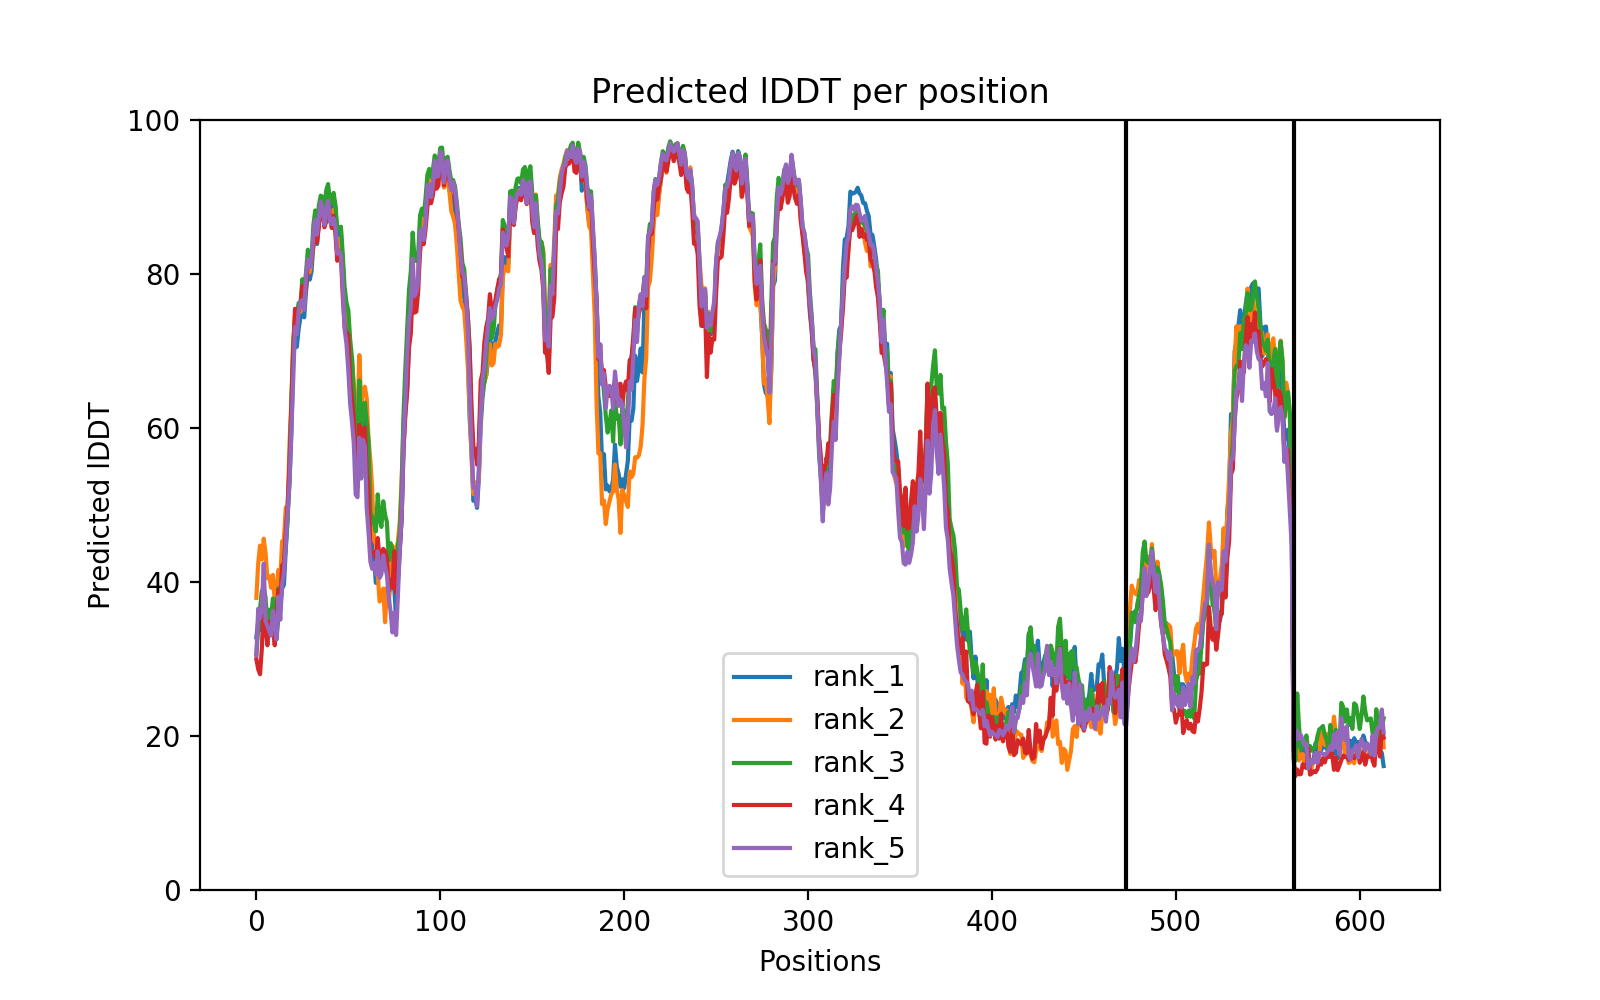 Predicted lDDT per position
100
80
60
40
20
0
Predicted lDDT
rank_1
rank_2
rank_3
rank_4
rank_5
0 100 200 300 400 500 600
Positions